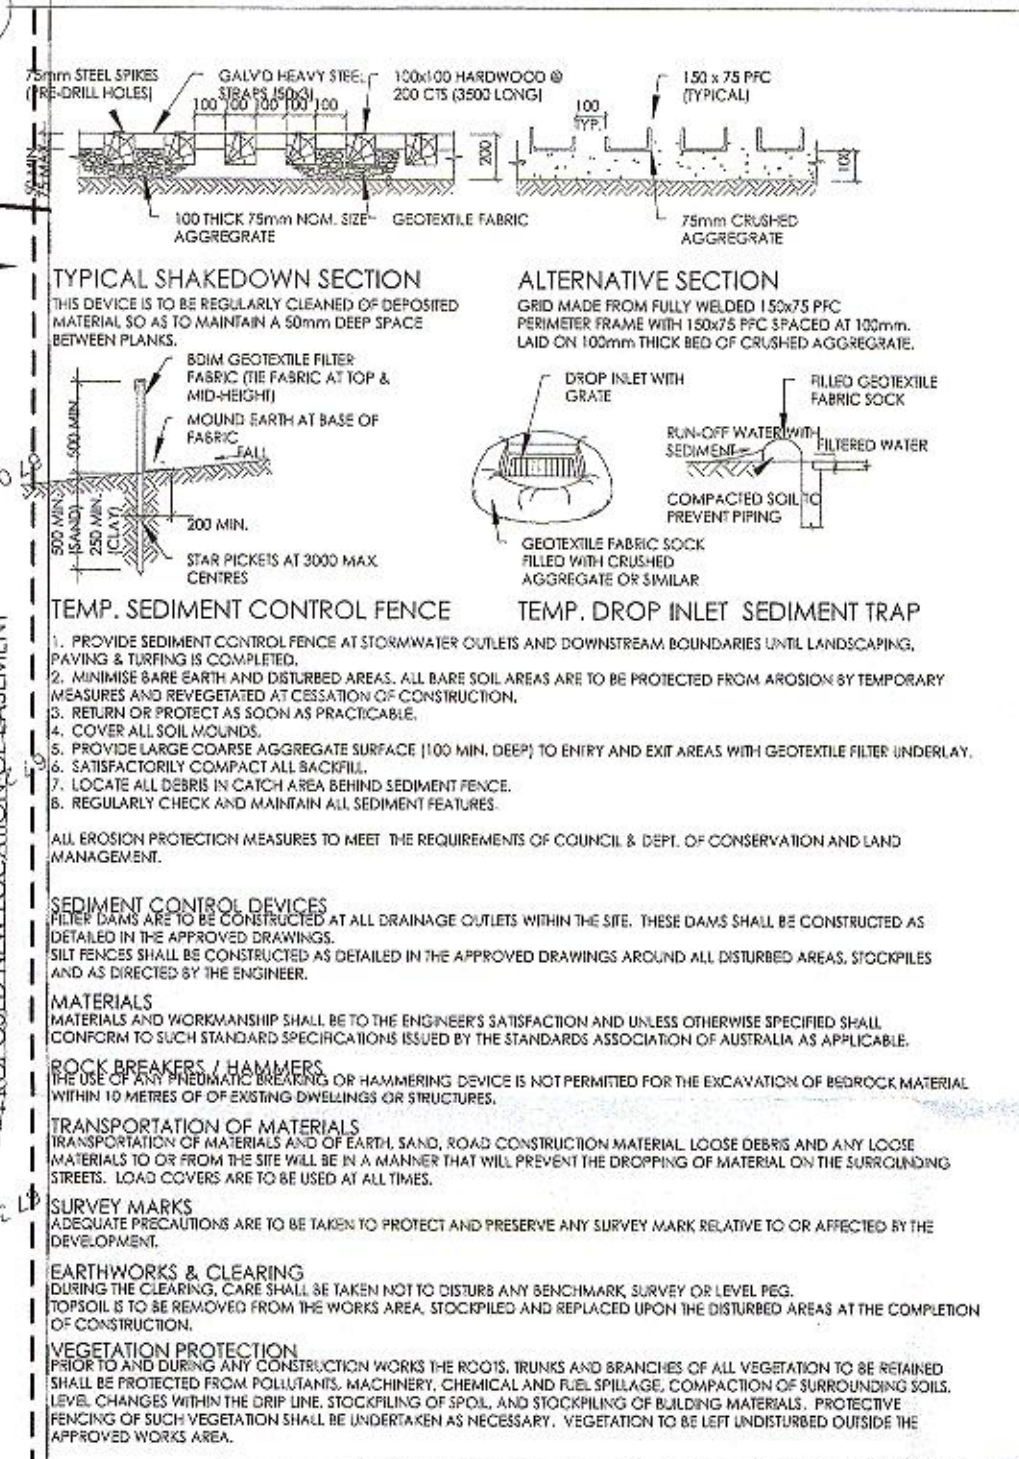 75mm STEEL SPIKES
(PRE-DRILL HOLES)
GALV'D HEAVY STEEL
STRAPS (50x3)
100x100 HARDWOOD @
200 CTS (3500 LONG)
150 x 75 PFC
(TYPICAL)
100 100 100 100 100
100
TYP.
50 MIN.
75 MAX.
200
100
100 THICK 75mm NOM. SIZE
AGGREGRATE
GEOTEXTILE FABRIC
75mm CRUSHED
AGGREGRATE
TYPICAL SHAKEDOWN SECTION
THIS DEVICE IS TO BE REGULARLY CLEANED OF DEPOSITED
MATERIAL SO AS TO MAINTAIN A 50mm DEEP SPACE
BETWEEN PLANKS.
ALTERNATIVE SECTION
GRID MADE FROM FULLY WELDED 150x75 PFC
PERIMETER FRAME WITH 150x75 PFC SPACED AT 100mm.
LAID ON 100mm THICK BED OF CRUSHED AGGREGRATE.
BDIM GEOTEXTILE FILTER
FABRIC (TIE FABRIC AT TOP &
MID-HEIGHT)
MOUND EARTH AT BASE OF
FABRIC
FALL
500 MIN.
500 MIN.
(SAND)
250 MIN.
(CLAY)
200 MIN.
STAR PICKETS AT 3000 MAX
CENTRES
DROP INLET WITH
GRATE
FILLED GEOTEXTILE
FABRIC SOCK
RUN-OFF WATER WITH
SEDIMENT
FILTERED WATER
COMPACTED SOIL TO
PREVENT PIPING
GEOTEXTILE FABRIC SOCK
FILLED WITH CRUSHED
AGGREGATE OR SIMILAR
TEMP. SEDIMENT CONTROL FENCE
TEMP. DROP INLET SEDIMENT TRAP
1. PROVIDE SEDIMENT CONTROL FENCE AT STORMWATER OUTLETS AND DOWNSTREAM BOUNDARIES UNTIL LANDSCAPING,
PAVING & TURFING IS COMPLETED.
2. MINIMISE BARE EARTH AND DISTURBED AREAS. ALL BARE SOIL AREAS ARE TO BE PROTECTED FROM AROSION BY TEMPORARY
MEASURES AND REVEGETATED AT CESSATION OF CONSTRUCTION.
3. RETURN OR PROTECT AS SOON AS PRACTICABLE.
4. COVER ALL SOIL MOUNDS.
5. PROVIDE LARGE COARSE AGGREGATE SURFACE (100 MIN. DEEP) TO ENTRY AND EXIT AREAS WITH GEOTEXTILE FILTER UNDERLAY.
6. SATISFACTORILY COMPACT ALL BACKFILL.
7. LOCATE ALL DEBRIS IN CATCH AREA BEHIND SEDIMENT FENCE.
8. REGULARLY CHECK AND MAINTAIN ALL SEDIMENT FEATURES.
ALL EROSION PROTECTION MEASURES TO MEET THE REQUIREMENTS OF COUNCIL & DEPT. OF CONSERVATION AND LAND
MANAGEMENT.
SEDIMENT CONTROL DEVICES
FILTER DAMS ARE TO BE CONSTRUCTED AT ALL DRAINAGE OUTLETS WITHIN THE SITE. THESE DAMS SHALL BE CONSTRUCTED AS
DETAILED IN THE APPROVED DRAWINGS.
SILT FENCES SHALL BE CONSTRUCTED AS DETAILED IN THE APPROVED DRAWINGS AROUND ALL DISTURBED AREAS, STOCKPILES
AND AS DIRECTED BY THE ENGINEER.
MATERIALS
MATERIALS AND WORKMANSHIP SHALL BE TO THE ENGINEER'S SATISFACTION AND UNLESS OTHERWISE SPECIFIED SHALL
CONFORM TO SUCH STANDARD SPECIFICATIONS ISSUED BY THE STANDARDS ASSOCIATION OF AUSTRALIA AS APPLICABLE.
ROCK BREAKERS / HAMMERS
THE USE OF ANY PNEUMATIC BREAKING OR HAMMERING DEVICE IS NOT PERMITTED FOR THE EXCAVATION OF BEDROCK MATERIAL
WITHIN 10 METRES OF OF EXISTING DWELLINGS OR STRUCTURES.
TRANSPORTATION OF MATERIALS
TRANSPORTATION OF MATERIALS AND OF EARTH, SAND, ROAD CONSTRUCTION MATERIAL, LOOSE DEBRIS AND ANY LOOSE
MATERIALS TO OR FROM THE SITE WILL BE IN A MANNER THAT WILL PREVENT THE DROPPING OF MATERIAL ON THE SURROUNDING
STREETS. LOAD COVERS ARE TO BE USED AT ALL TIMES.
SURVEY MARKS
ADEQUATE PRECAUTIONS ARE TO BE TAKEN TO PROTECT AND PRESERVE ANY SURVEY MARK RELATIVE TO OR AFFECTED BY THE
DEVELOPMENT.
EARTHWORKS & CLEARING
DURING THE CLEARING, CARE SHALL BE TAKEN NOT TO DISTURB ANY BENCHMARK, SURVEY OR LEVEL PEG.
TOPSOIL IS TO BE REMOVED FROM THE WORKS AREA, STOCKPILED AND REPLACED UPON THE DISTURBED AREAS AT THE COMPLETION
OF CONSTRUCTION.
VEGETATION PROTECTION
PRIOR TO AND DURING ANY CONSTRUCTION WORKS THE ROOTS, TRUNKS AND BRANCHES OF ALL VEGETATION TO BE RETAINED
SHALL BE PROTECTED FROM POLLUTANTS, MACHINERY, CHEMICAL AND FUEL SPILLAGE, COMPACTION OF SURROUNDING SOILS,
LEVEL CHANGES WITHIN THE DRIP LINE, STOCKPILING OF SPOIL, AND STOCKPILING OF BUILDING MATERIALS. PROTECTIVE
FENCING OF SUCH VEGETATION SHALL BE UNDERTAKEN AS NECESSARY. VEGETATION TO BE LEFT UNDISTURBED OUTSIDE THE
APPROVED WORKS AREA.